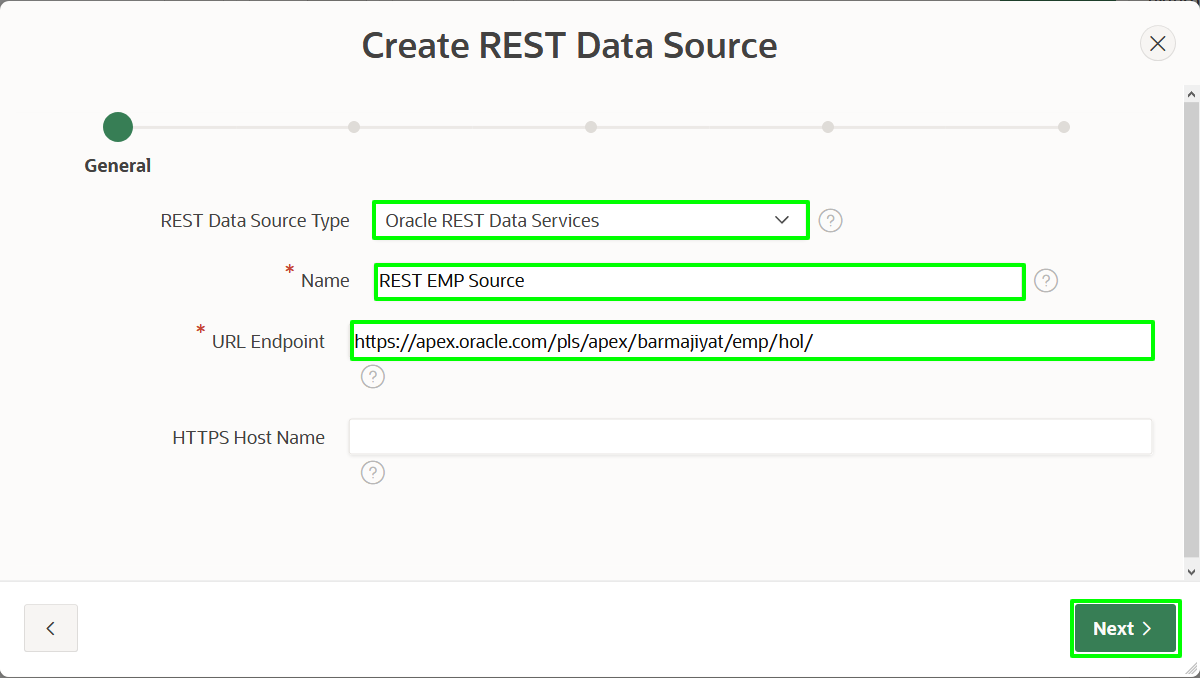 Create REST Data Source
General
REST Data Source Type Oracle REST Data Services ?
* Name REST EMP Source ?
* URL Endpoint https://apex.oracle.com/pls/apex/barmajiyat/emp/hol/
?
HTTPS Host Name
?
Next